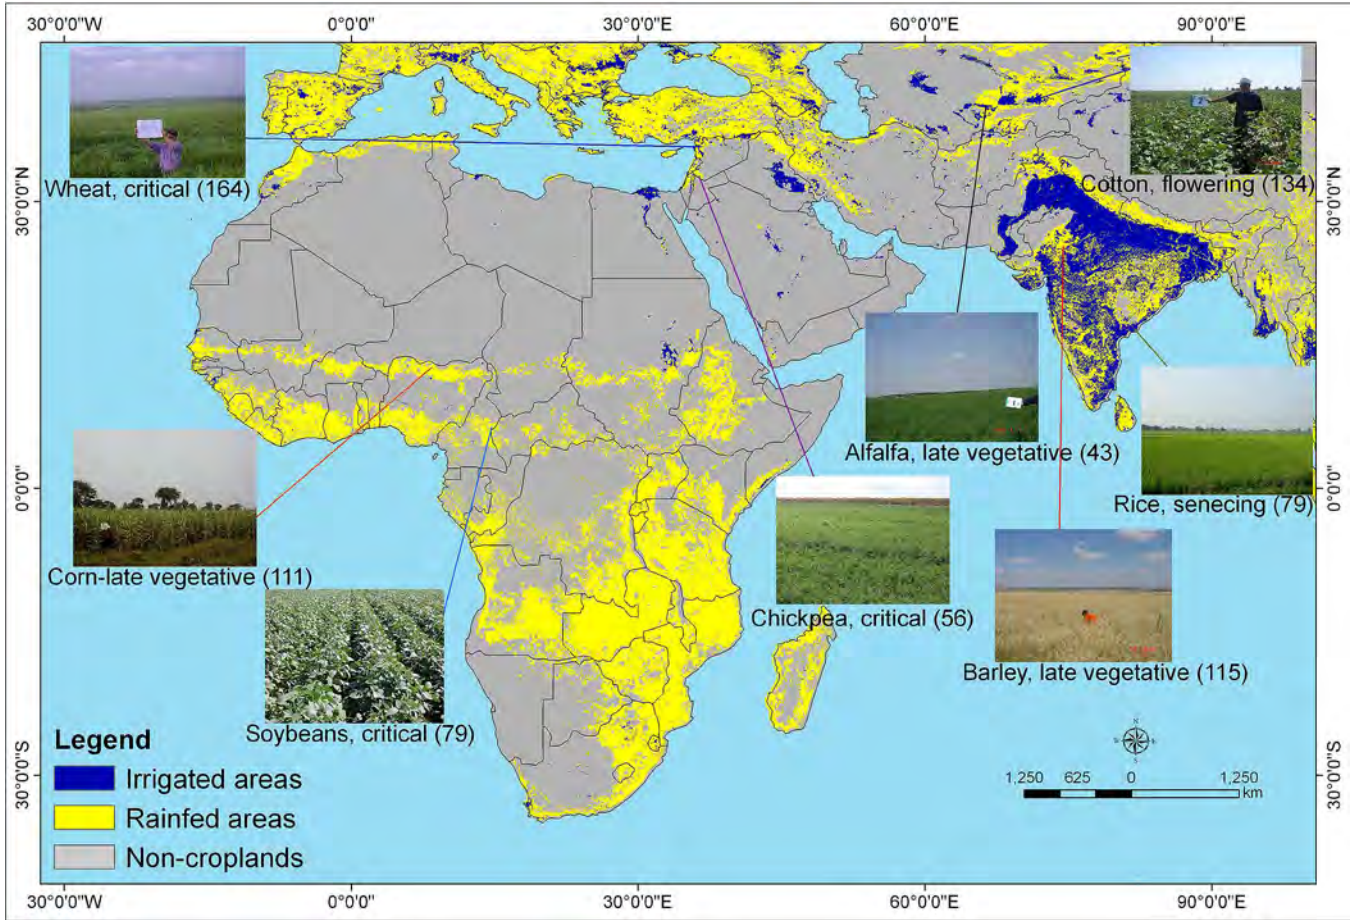 30°0'0"W
0°0'0"
30°0'0"E
60°0'0"E
90°0'0"E
30°0'0"N
30°0'0"N
Wheat, critical (164)
Cotton, flowering (134)
Alfalfa, late vegetative (43)
Rice, senecing (79)
0°0'0"
0°0'0"
Corn-late vegetative (111)
Chickpea, critical (56)
Barley, late vegetative (115)
Soybeans, critical (79)
30°0'0"S
30°0'0"S
Legend
Irrigated areas
Rainfed areas
Non-croplands
N
W
E
S
1,250 625 0 1,250
km
30°0'0"W
0°0'0"
30°0'0"E
60°0'0"E
90°0'0"E